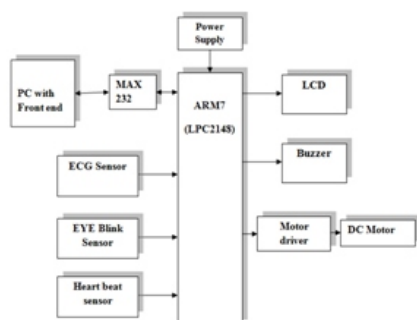 Power
Supply
PC with
Front end
MAX
232
ARM7
(LPC2148)
LCD
ECG Sensor
Buzzer
EYE Blink
Sensor
Motor
driver
DC Motor
Heart beat
sensor